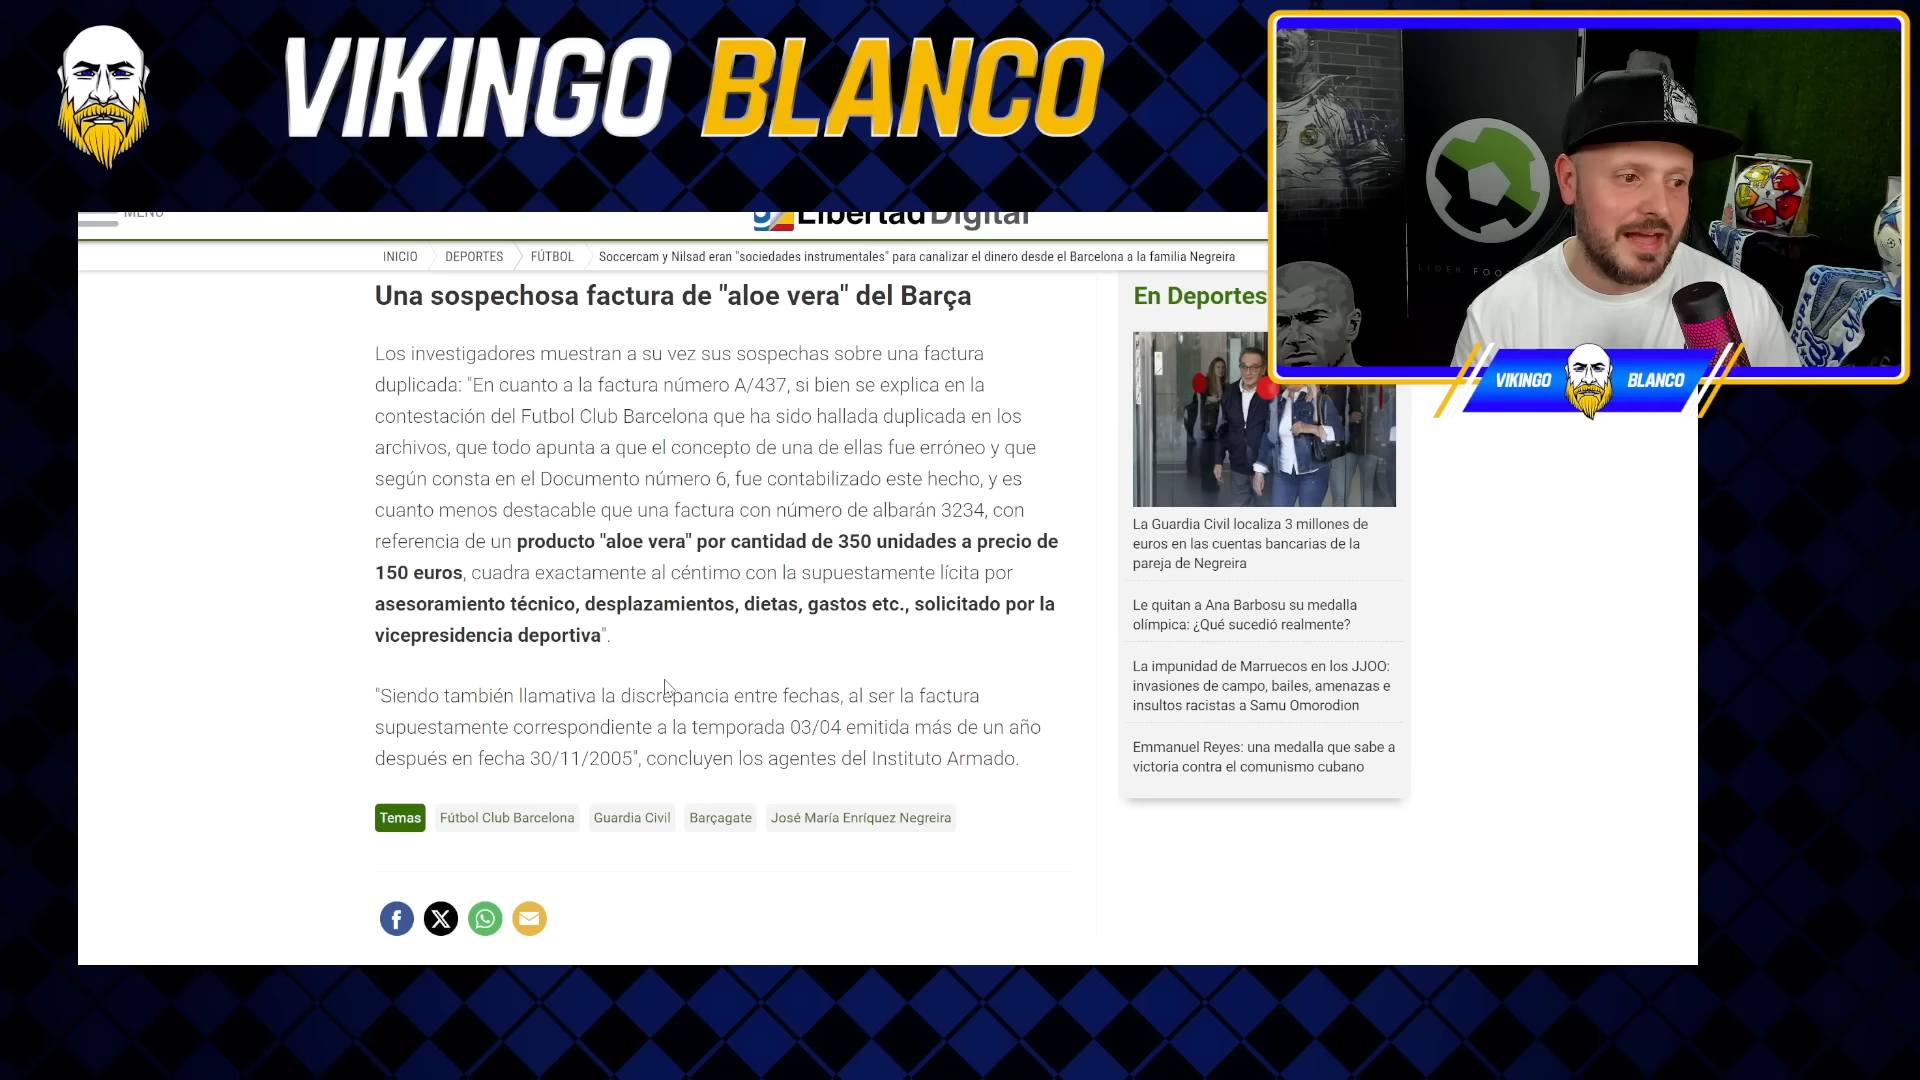 VIKINGO BLANCO
MENÚ
Libertad Digital
INICIO
DEPORTES
FÚTBOL
Soccercam y Nilsad eran "sociedades instrumentales" para canalizar el dinero desde el Barcelona a la familia Negreira
Una sospechosa factura de "aloe vera" del Barça
Los investigadores muestran a su vez sus sospechas sobre una factura
duplicada: "En cuanto a la factura número A/437, si bien se explica en la
contestación del Futbol Club Barcelona que ha sido hallada duplicada en los
archivos, que todo apunta a que el concepto de una de ellas fue erróneo y que
según consta en el Documento número 6, fue contabilizado este hecho, y es
cuanto menos destacable que una factura con número de albarán 3234, con
referencia de un producto "aloe vera" por cantidad de 350 unidades a precio de
150 euros, cuadra exactamente al céntimo con la supuestamente lícita por
asesoramiento técnico, desplazamientos, dietas, gastos etc., solicitado por la
vicepresidencia deportiva".
"Siendo también llamativa la discrepancia entre fechas, al ser la factura
supuestamente correspondiente a la temporada 03/04 emitida más de un año
después en fecha 30/11/2005", concluyen los agentes del Instituto Armado.
Temas
Fútbol Club Barcelona
Guardia Civil
Barçagate
José María Enríquez Negreira
En Deportes
La Guardia Civil localiza 3 millones de
euros en las cuentas bancarias de la
pareja de Negreira
Le quitan a Ana Barbosu su medalla
olímpica: ¿Qué sucedió realmente?
La impunidad de Marruecos en los JJOO:
invasiones de campo, bailes, amenazas e
insultos racistas a Samu Omorodion
Emmanuel Reyes: una medalla que sabe a
victoria contra el comunismo cubano
VIKINGO BLANCO